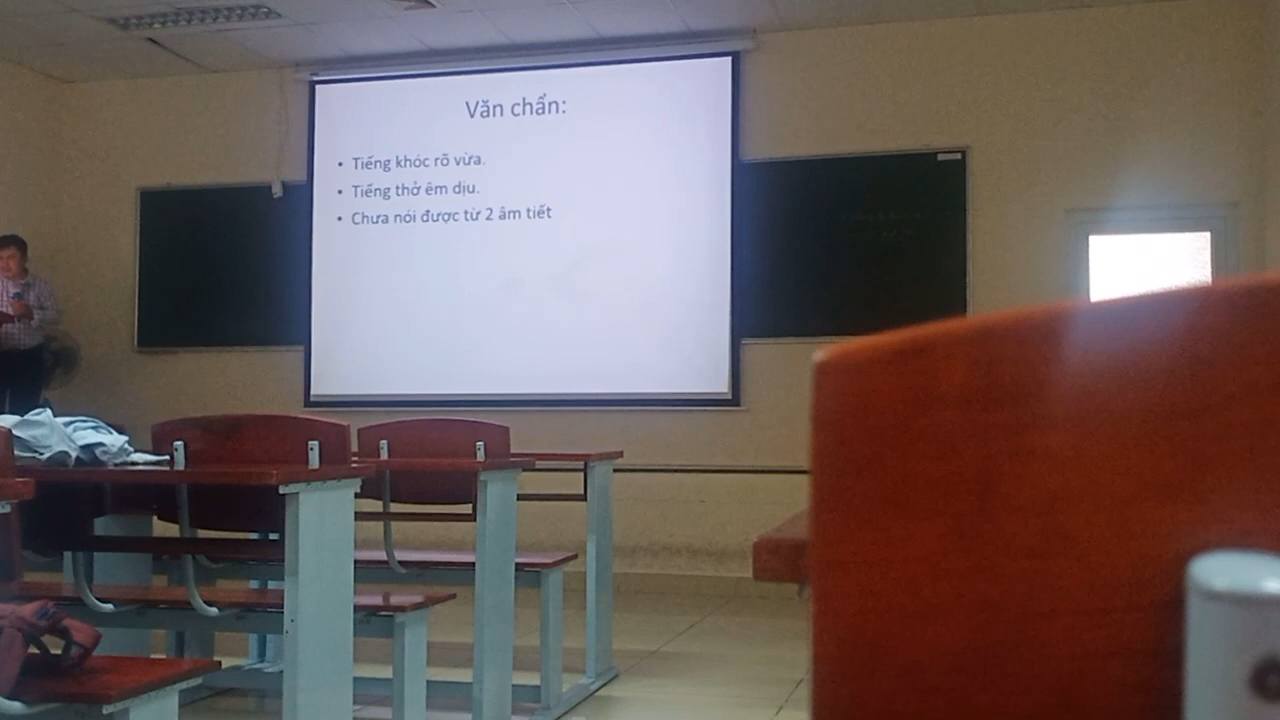 Văn chẩn:
• Tiếng khóc rõ vừa.
• Tiếng thở êm dịu.
• Chưa nói được từ 2 âm tiết